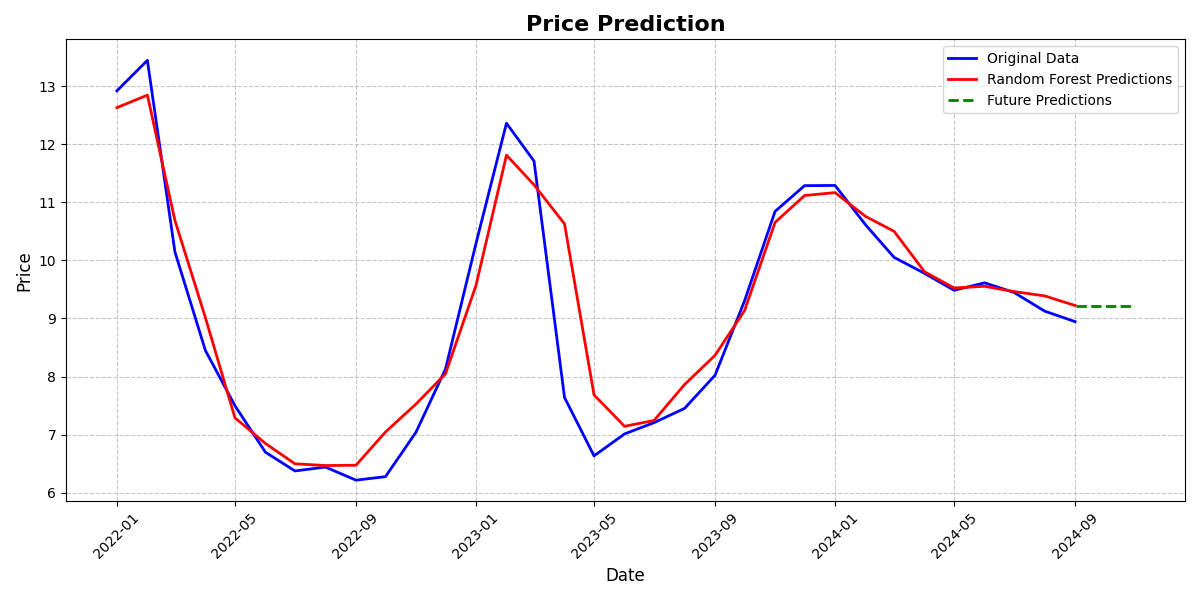 Price Prediction
Original Data
Random Forest Predictions
Future Predictions
Price
13
12
11
10
9
8
7
6
2022-01
2022-05
2022-09
2023-01
2023-05
2023-09
2024-01
2024-05
2024-09
Date